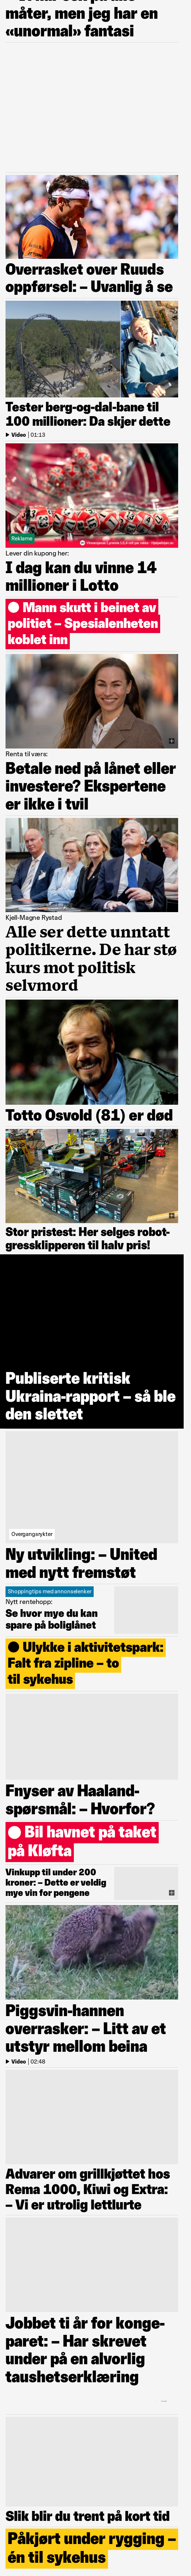 måter, men jeg har en
«unormal» fantasi
Overrasket over Ruuds
oppførsel: – Uvanlig å se
Tester berg-og-dal-bane til
100 millioner: Da skjer dette
Video | 01:13
Reklame
Lever din kupong her:
I dag kan du vinne 14
millioner i Lotto
Mann skutt i beinet av
politiet – Spesialenheten
koblet inn
Renta til værs:
Betale ned på lånet eller
investere? Ekspertene
er ikke i tvil
Kjell-Magne Rystad
Alle ser dette unntatt
politikerne. De har stø
kurs mot politisk
selvmord
Totto Osvold (81) er død
Stor pristest: Her selges robot-
gressklipperen til halv pris!
Publiserte kritisk
Ukraina-rapport – så ble
den slettet
Overgangsrykter
Ny utvikling: – United
med nytt fremstøt
Shoppingtips med annonselenker
Nytt rentehopp:
Se hvor mye du kan
spare på boliglånet
Ulykke i aktivitetspark:
Falt fra zipline – to
til sykehus
Fnyser av Haaland-
spørsmål: – Hvorfor?
Bil havnet på taket
på Kløfta
Vinkupp til under 200
kroner: – Dette er veldig
mye vin for pengene
Piggsvin-hannen
overrasker: – Litt av et
utstyr mellom beina
Video | 02:48
Advarer om grillkjøttet hos
Rema 1000, Kiwi og Extra:
– Vi er utrolig lettlurte
Jobbet ti år for konge-
paret: – Har skrevet
under på en alvorlig
taushetserklæring
Slik blir du trent på kort tid
Påkjørt under rygging –
én til sykehus